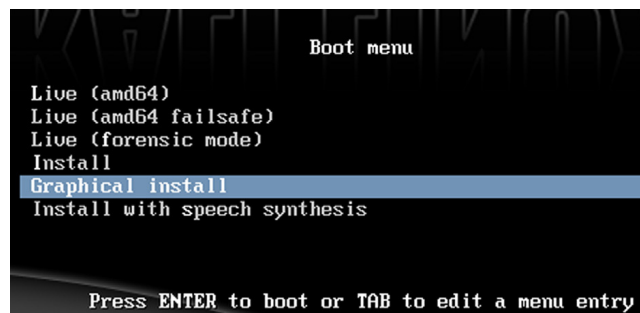 Boot menu
Live (amd64)
Live (amd64 failsafe)
Live (forensic mode)
Install
Graphical install
Install with speech synthesis
Press ENTER to boot or TAB to edit a menu entry